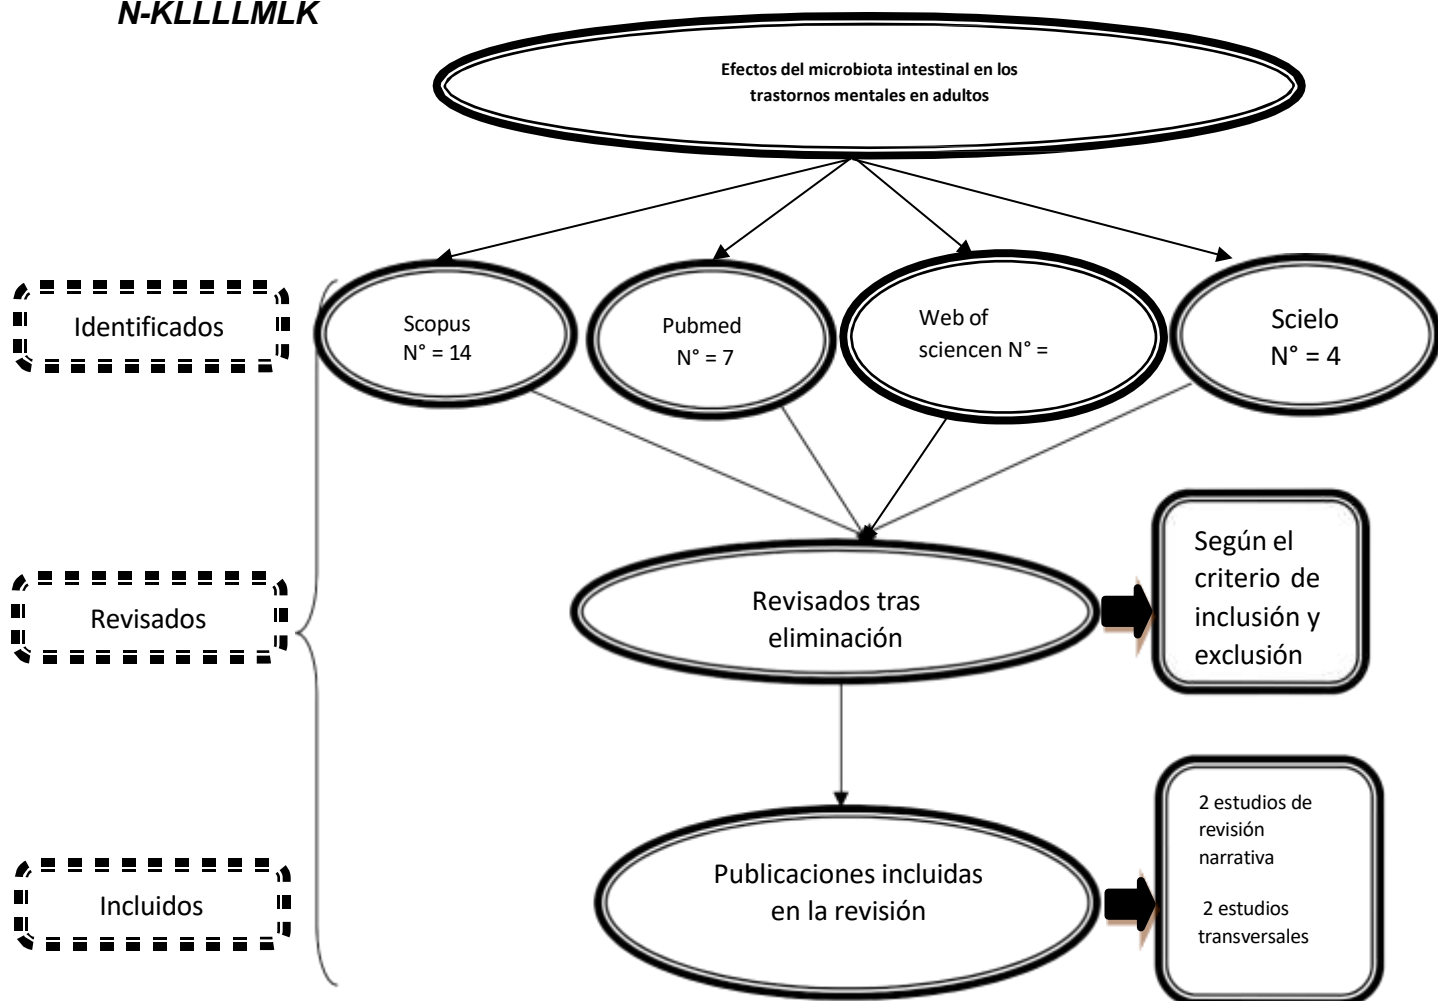 N-KLLLLMLK
Efectos del microbiota intestinal en los
trastornos mentales en adultos
Identificados
Scopus
N° = 14
Pubmed
N° = 7
Web of
sciencen N° =
Scielo
N° = 4
Revisados
Revisados tras
eliminación
Según el
criterio de
inclusión y
exclusión
Incluidos
Publicaciones incluidas
en la revisión
2 estudios de
revisión
narrativa
2 estudios
transversales